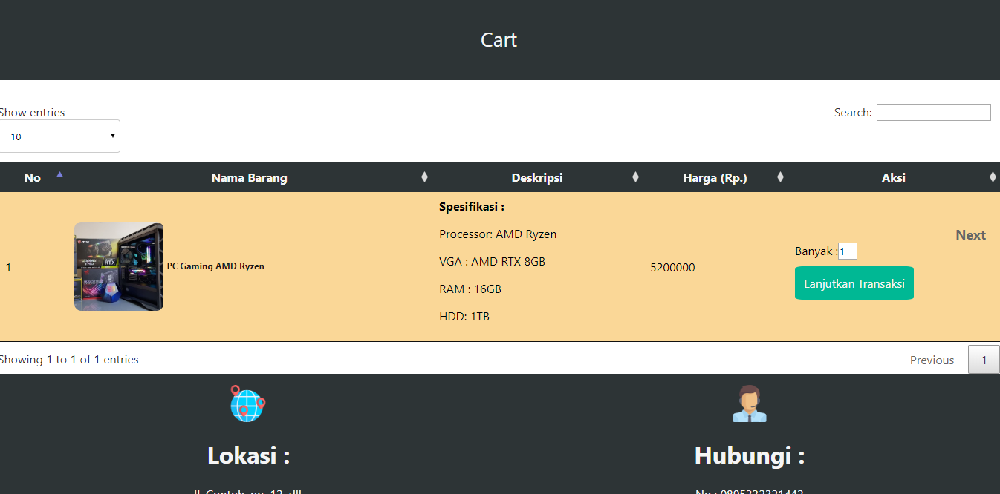 Cart
Show entries
Search:
10
No Nama Barang Deskripsi Harga (Rp.) Aksi
1
PC Gaming AMD Ryzen
Spesifikasi :
Processor: AMD Ryzen
VGA : AMD RTX 8GB
RAM : 16GB
HDD: 1TB
5200000
Banyak :1
Lanjutkan Transaksi
Next
Showing 1 to 1 of 1 entries
Previous 1
Lokasi :
Jl. Contoh, no. 12, dll
Hubungi :
No : 0895332321442